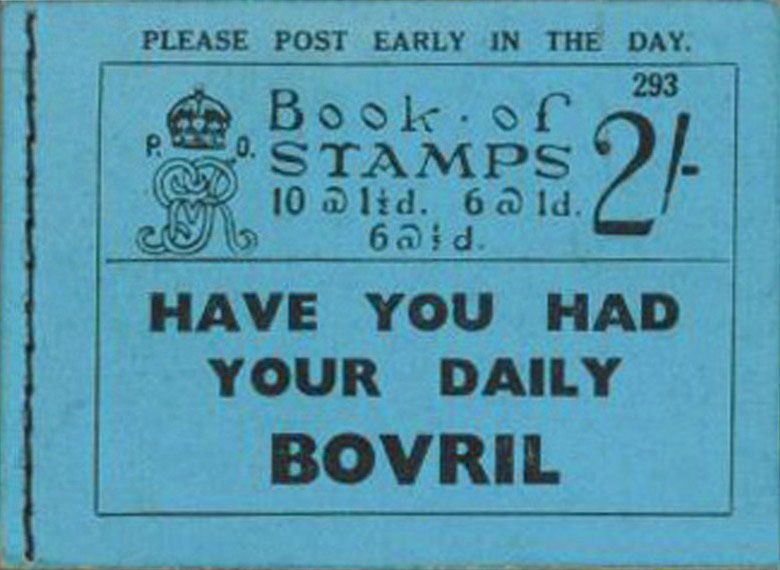 PLEASE POST EARLY IN THE DAY.
293
Book · of
STAMPS
2/-
P. O.
GR
10 @ 1½d. 6 @ 1d.
6 @ ½d.
HAVE YOU HAD
YOUR DAILY
BOVRIL